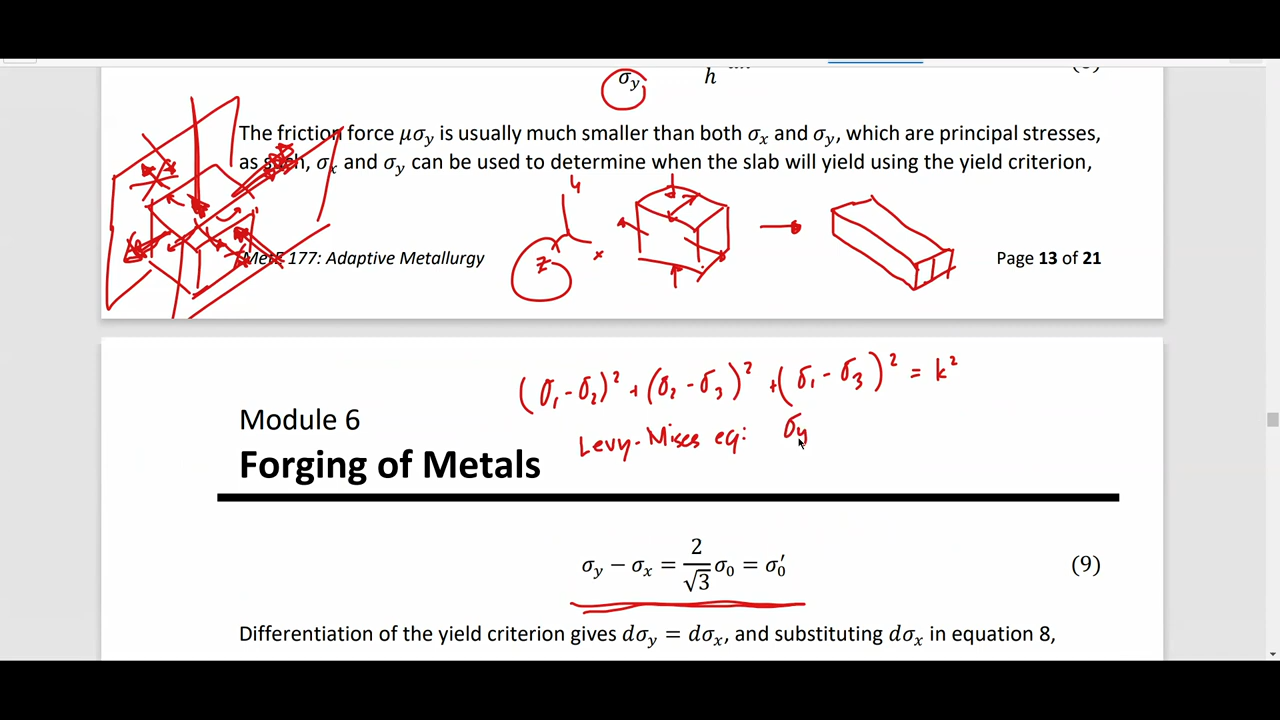 σy h
The friction force μσy is usually much smaller than both σx and σy, which are principal stresses,
as such, σx and σy can be used to determine when the slab will yield using the yield criterion,
y
x
z
MetE 177: Adaptive Metallurgy Page 13 of 21
(σ1 - σ2)² + (σ2 - σ3)² + (σ1 - σ3)² = k²
Module 6
Levy-Mises eq: σy
Forging of Metals
σy − σx = 2/√3 σ0 = σ0′ (9)
Differentiation of the yield criterion gives dσy = dσx, and substituting dσx in equation 8,